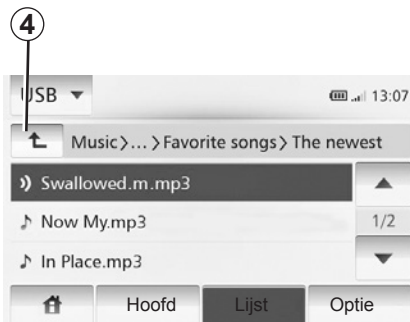 4
USB 13:07
Music>...>Favorite songs>The newest
Swallowed.m.mp3
Now My.mp3 1/2
In Place.mp3
Hoofd Lijst Optie